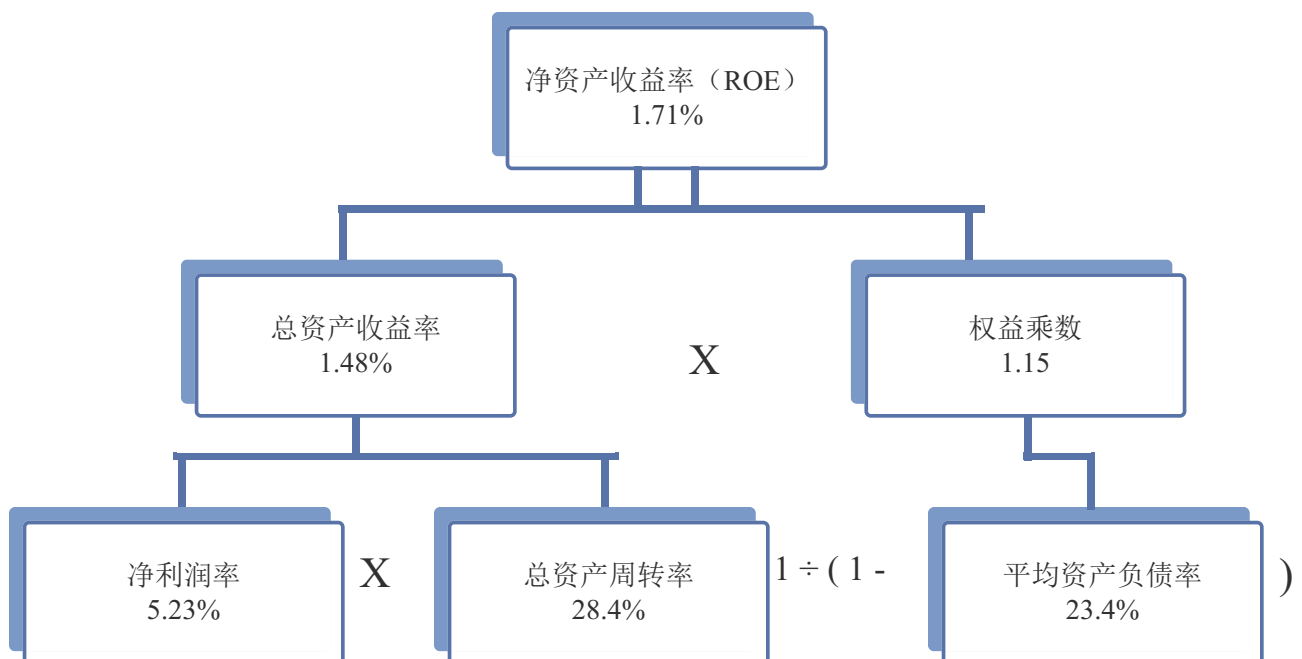 净资产收益率（ROE）
1.71%
总资产收益率
1.48%
X
权益乘数
1.15
净利润率
5.23%
X
总资产周转率
28.4%
1 ÷ ( 1 -
平均资产负债率
23.4%
)